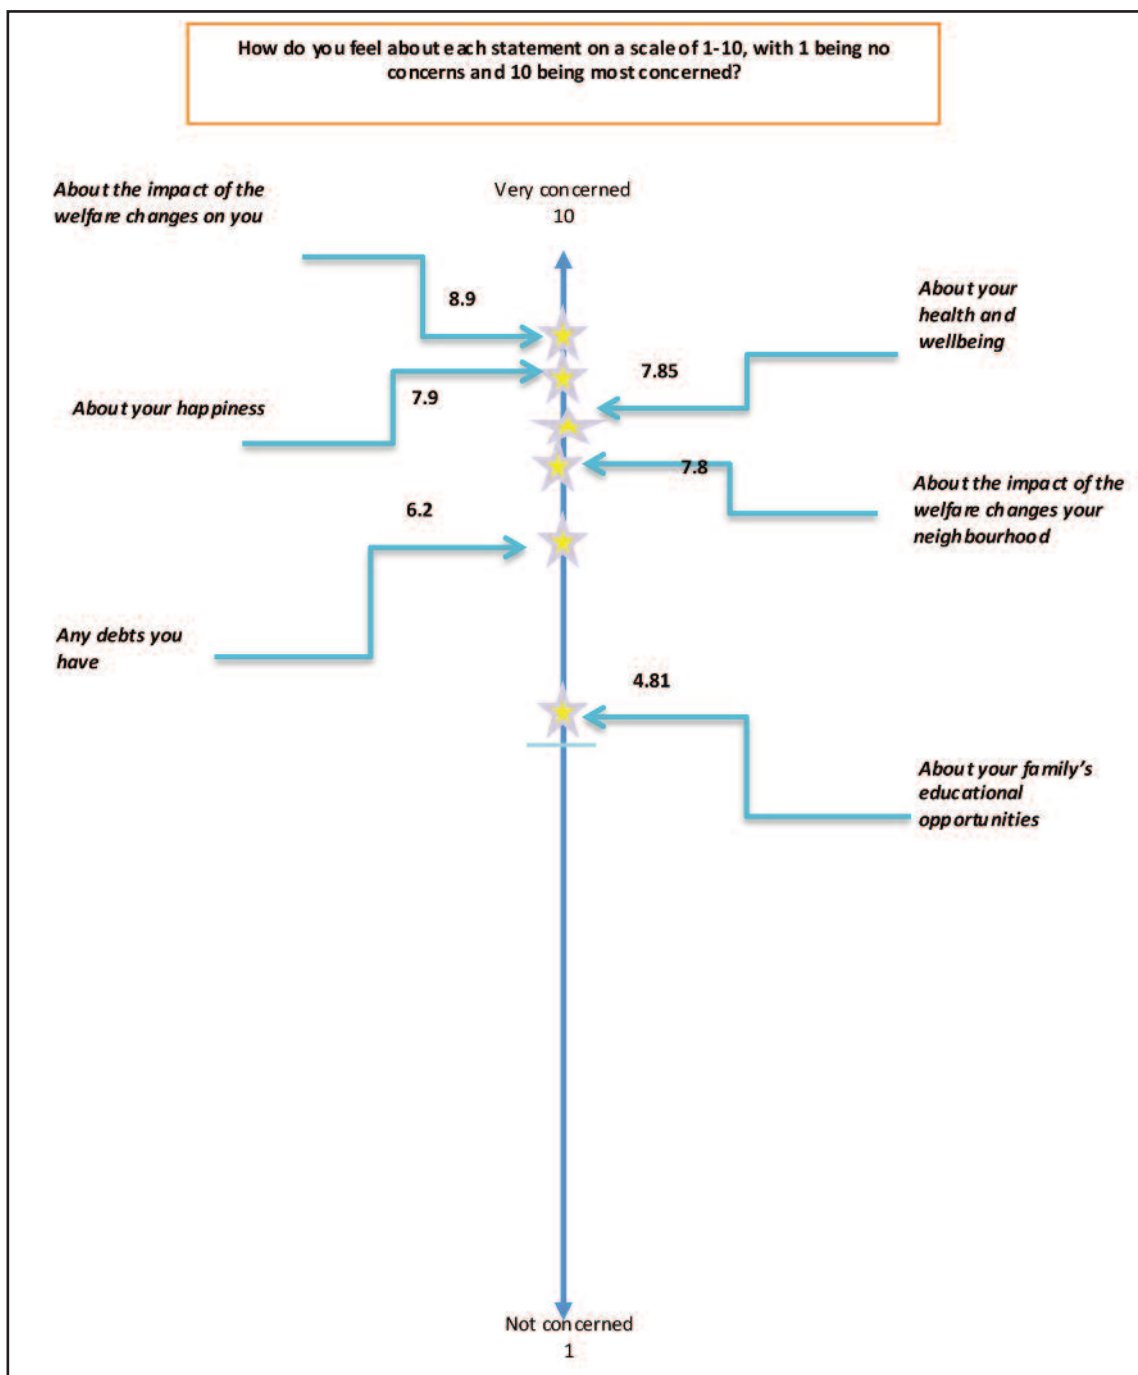 How do you feel about each statement on a scale of 1-10, with 1 being no
concerns and 10 being most concerned?
About the impact of the
welfare changes on you
Very concerned
10
8.9
About your
health and
wellbeing
7.85
About your happiness
7.9
7.8
About the impact of the
welfare changes your
neighbourhood
6.2
Any debts you
have
4.81
About your family’s
educational
opportunities
Not concerned
1